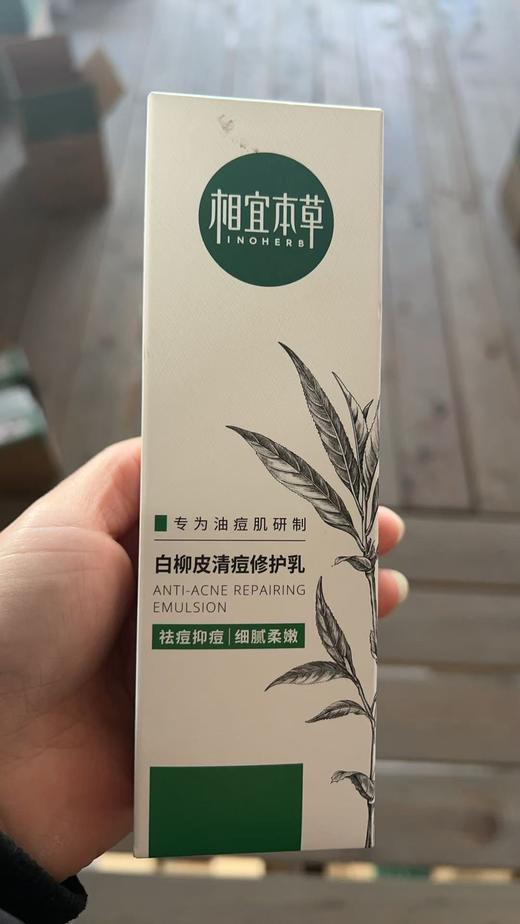 相宜本草
INOHERB
专为油痘肌研制
白柳皮清痘修护乳
ANTI-ACNE REPAIRING
EMULSION
祛痘抑痘|细腻柔嫩